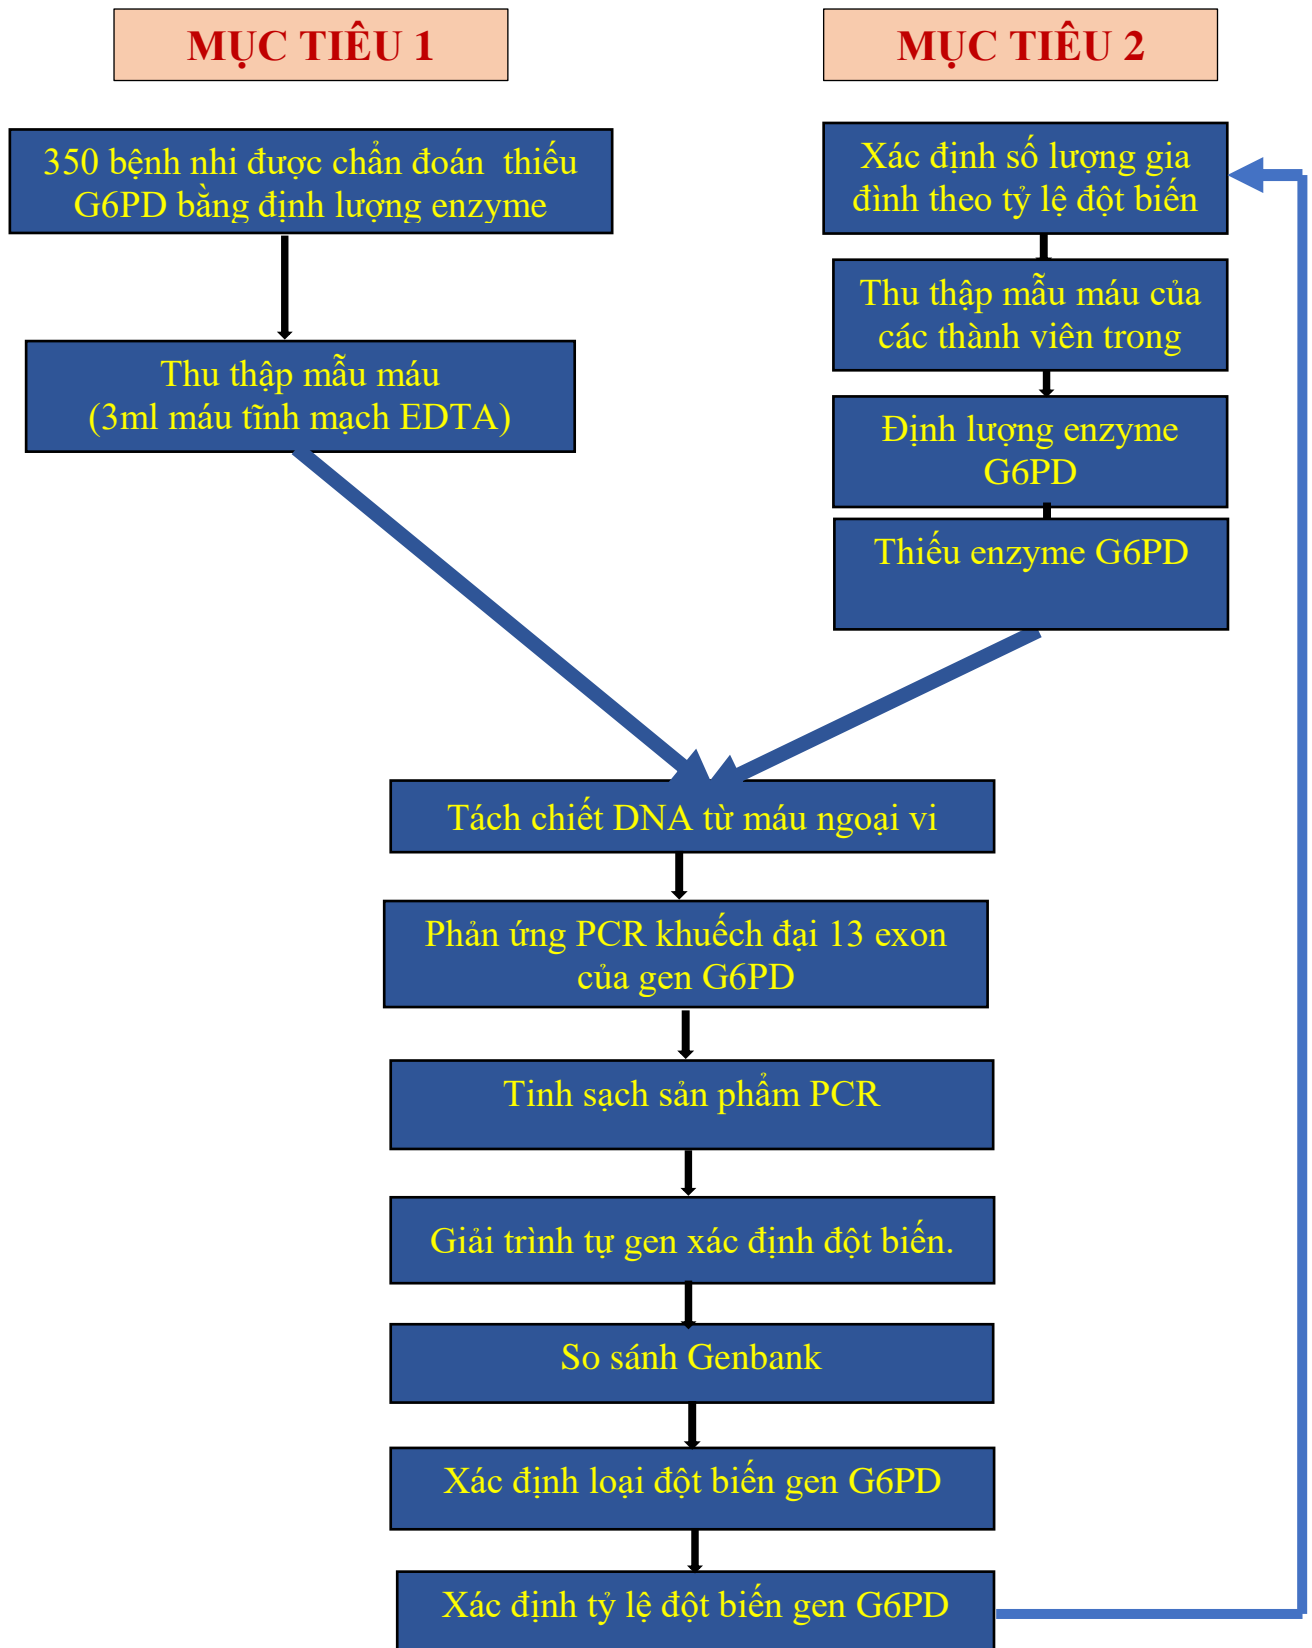 MỤC TIÊU 1
MỤC TIÊU 2
350 bệnh nhi được chẩn đoán  thiếu
G6PD bằng định lượng enzyme
Xác định số lượng gia
đình theo tỷ lệ đột biến
Thu thập mẫu máu
(3ml máu tĩnh mạch EDTA)
Thu thập mẫu máu của
các thành viên trong
Định lượng enzyme
G6PD
Thiếu enzyme G6PD
Tách chiết DNA từ máu ngoại vi
Phản ứng PCR khuếch đại 13 exon
của gen G6PD
Tinh sạch sản phẩm PCR
Giải trình tự gen xác định đột biến.
So sánh Genbank
Xác định loại đột biến gen G6PD
Xác định tỷ lệ đột biến gen G6PD